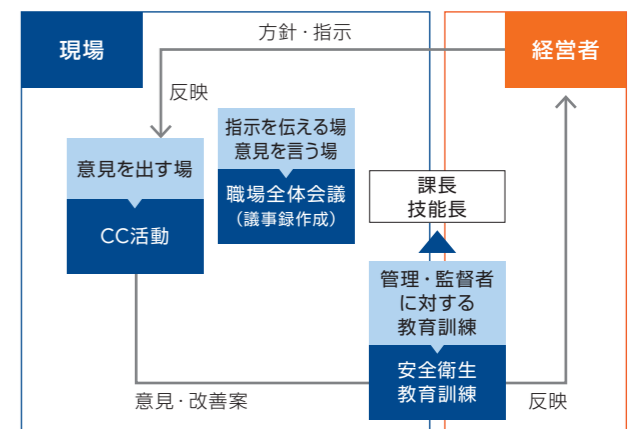 現場
方針・指示
経営者
反映
意見を出す場
CC活動
指示を伝える場
意見を言う場
職場全体会議
（議事録作成）
課長
技能長
管理・監督者
に対する
教育訓練
安全衛生
教育訓練
意見・改善案
反映